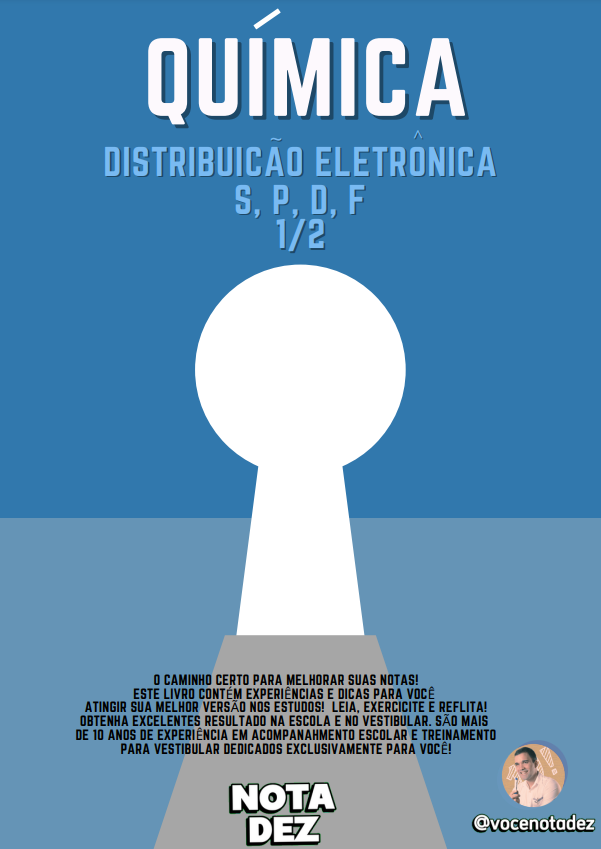 QUÍMICA
DISTRIBUICÃO ELETRÔNICA
S, P, D, F
1/2
O CAMINHO CERTO PARA MELHORAR SUAS NOTAS!
ESTE LIVRO CONTÉM EXPERIÊNCIAS E DICAS PARA VOCÊ
ATINGIR SUA MELHOR VERSÃO NOS ESTUDOS! LEIA, EXERCICITE E REFLITA!
OBTENHA EXCELENTES RESULTADO NA ESCOLA E NO VESTIBULAR. SÃO MAIS
DE 10 ANOS DE EXPERIÊNCIA EM ACOMPANAHMENTO ESCOLAR E TREINAMENTO
PARA VESTIBULAR DEDICADOS EXCLUSIVAMENTE PARA VOCÊ!
NOTA
DEZ
@vocenotadez